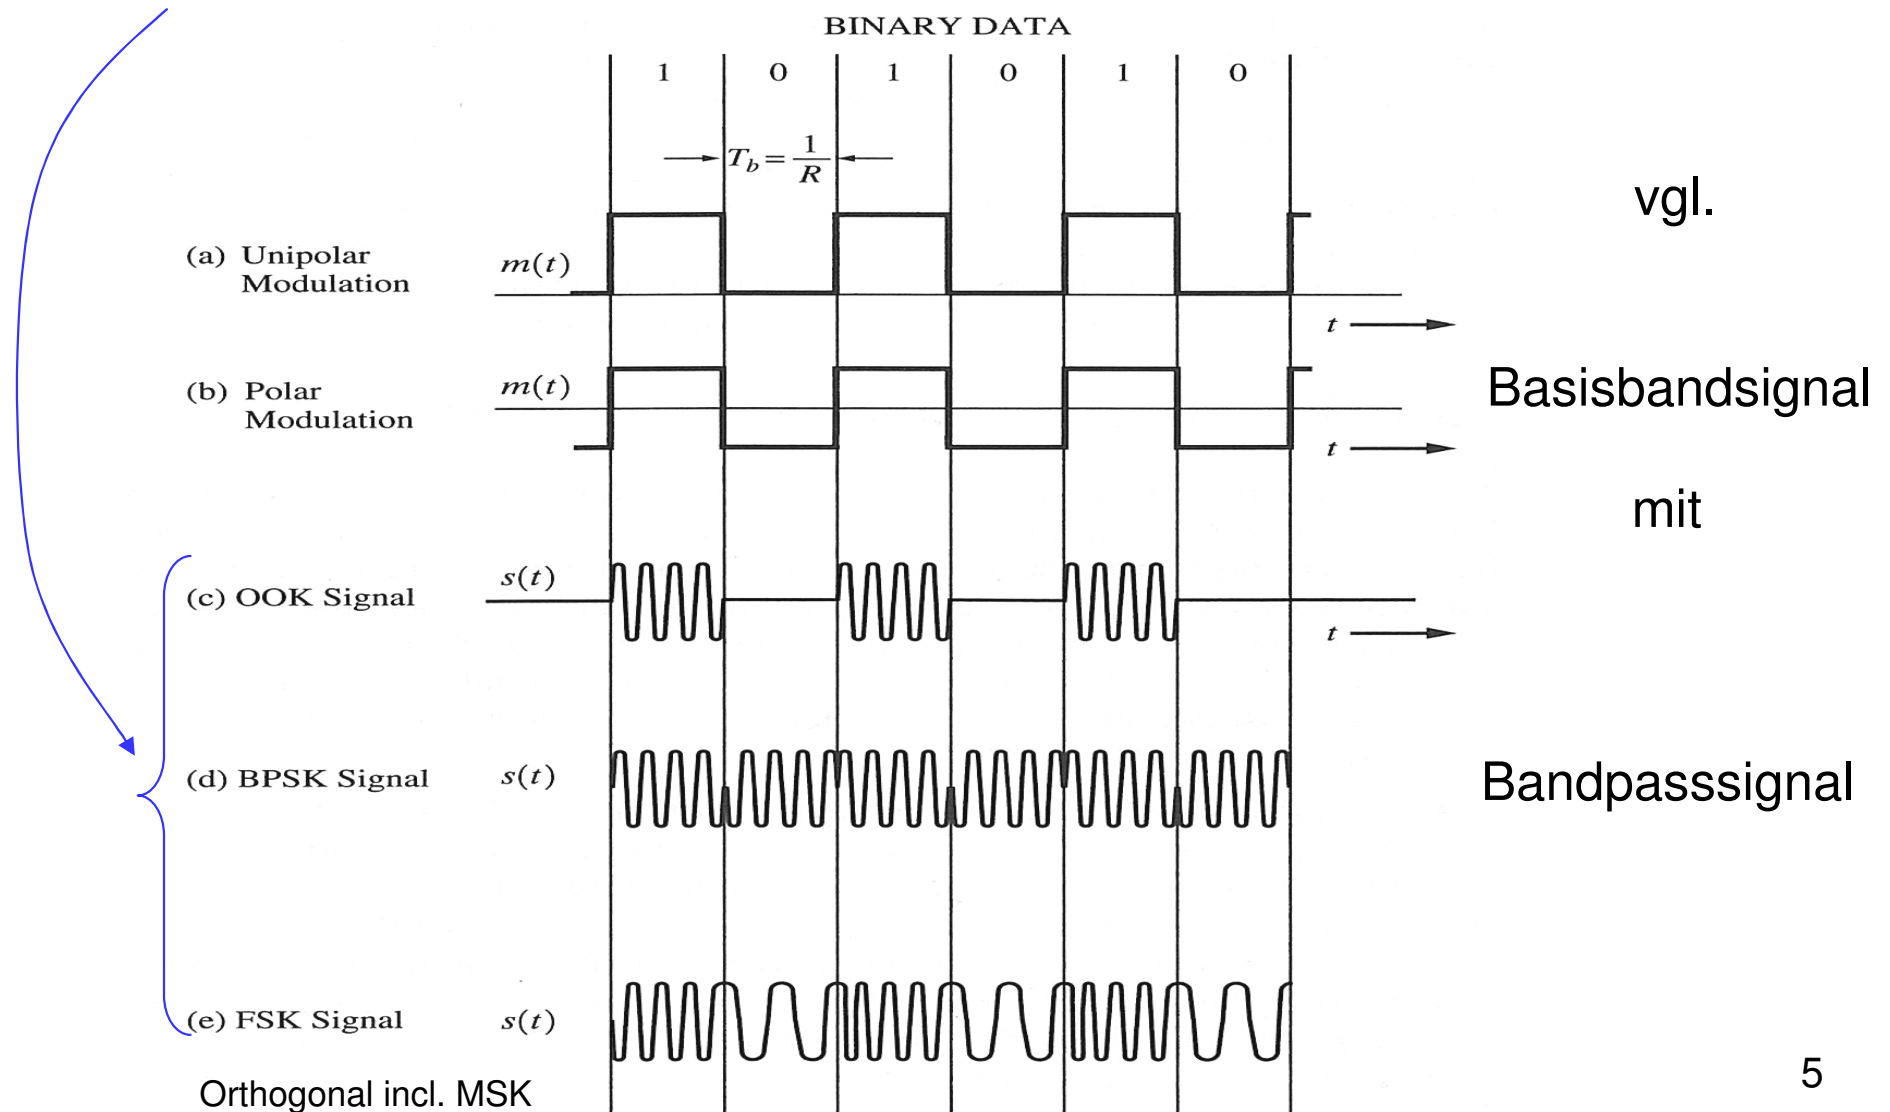 BINARY DATA
1 0 1 0 1 0
T_b = 1/R
vgl.
(a) Unipolar
Modulation
m(t)
t
(b) Polar
Modulation
m(t)
Basisbandsignal
t
mit
(c) OOK Signal
s(t)
t
(d) BPSK Signal
s(t)
Bandpasssignal
(e) FSK Signal
s(t)
Orthogonal incl. MSK
5